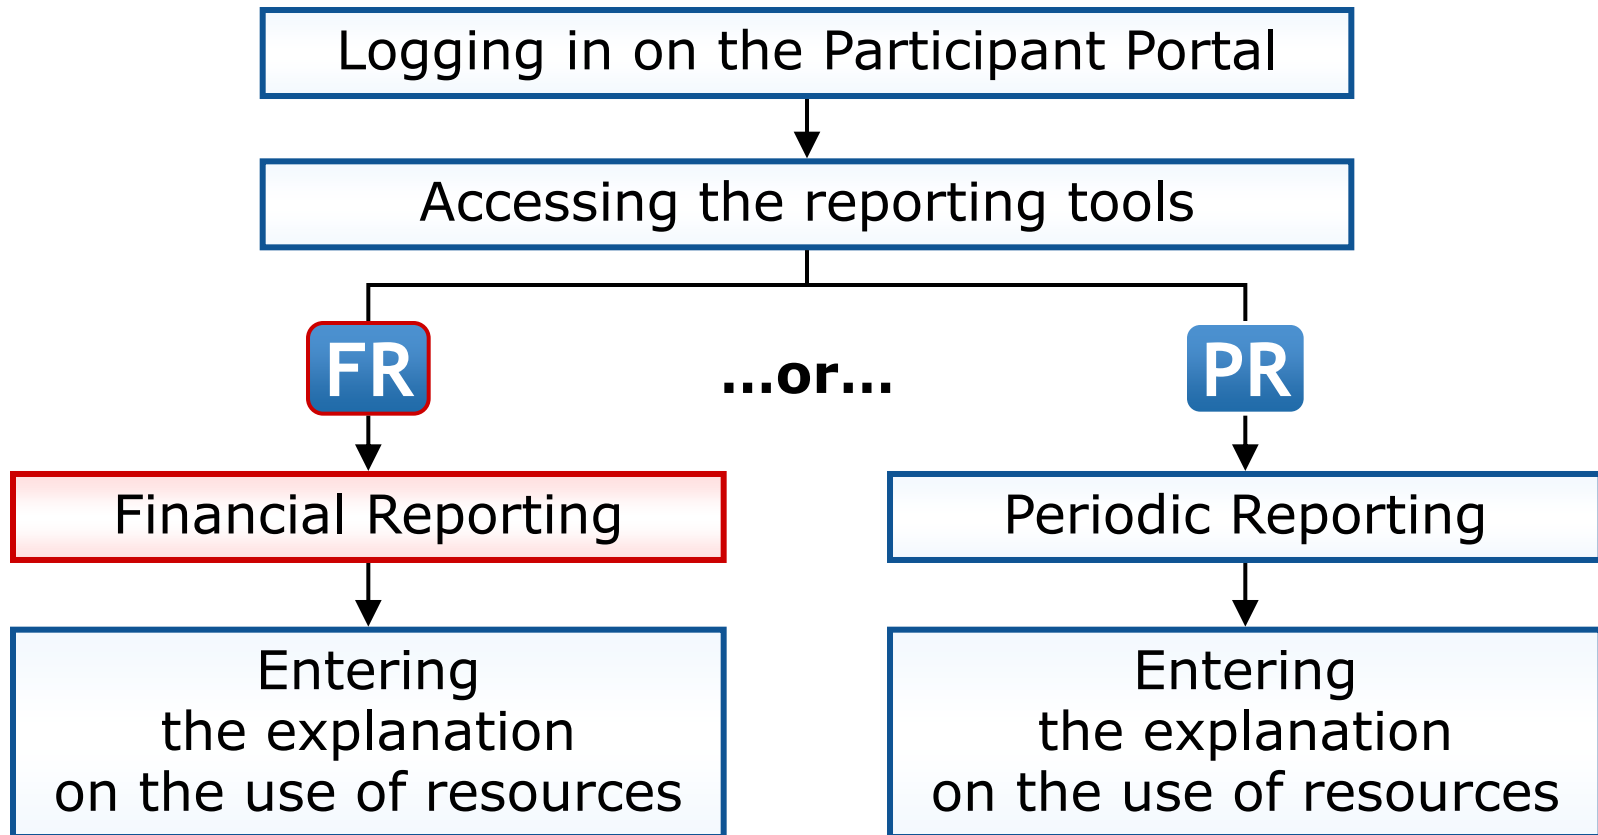 Logging in on the Participant Portal
Accessing the reporting tools
FR
...or...
PR
Financial Reporting
Periodic Reporting
Entering
the explanation
on the use of resources
Entering
the explanation
on the use of resources